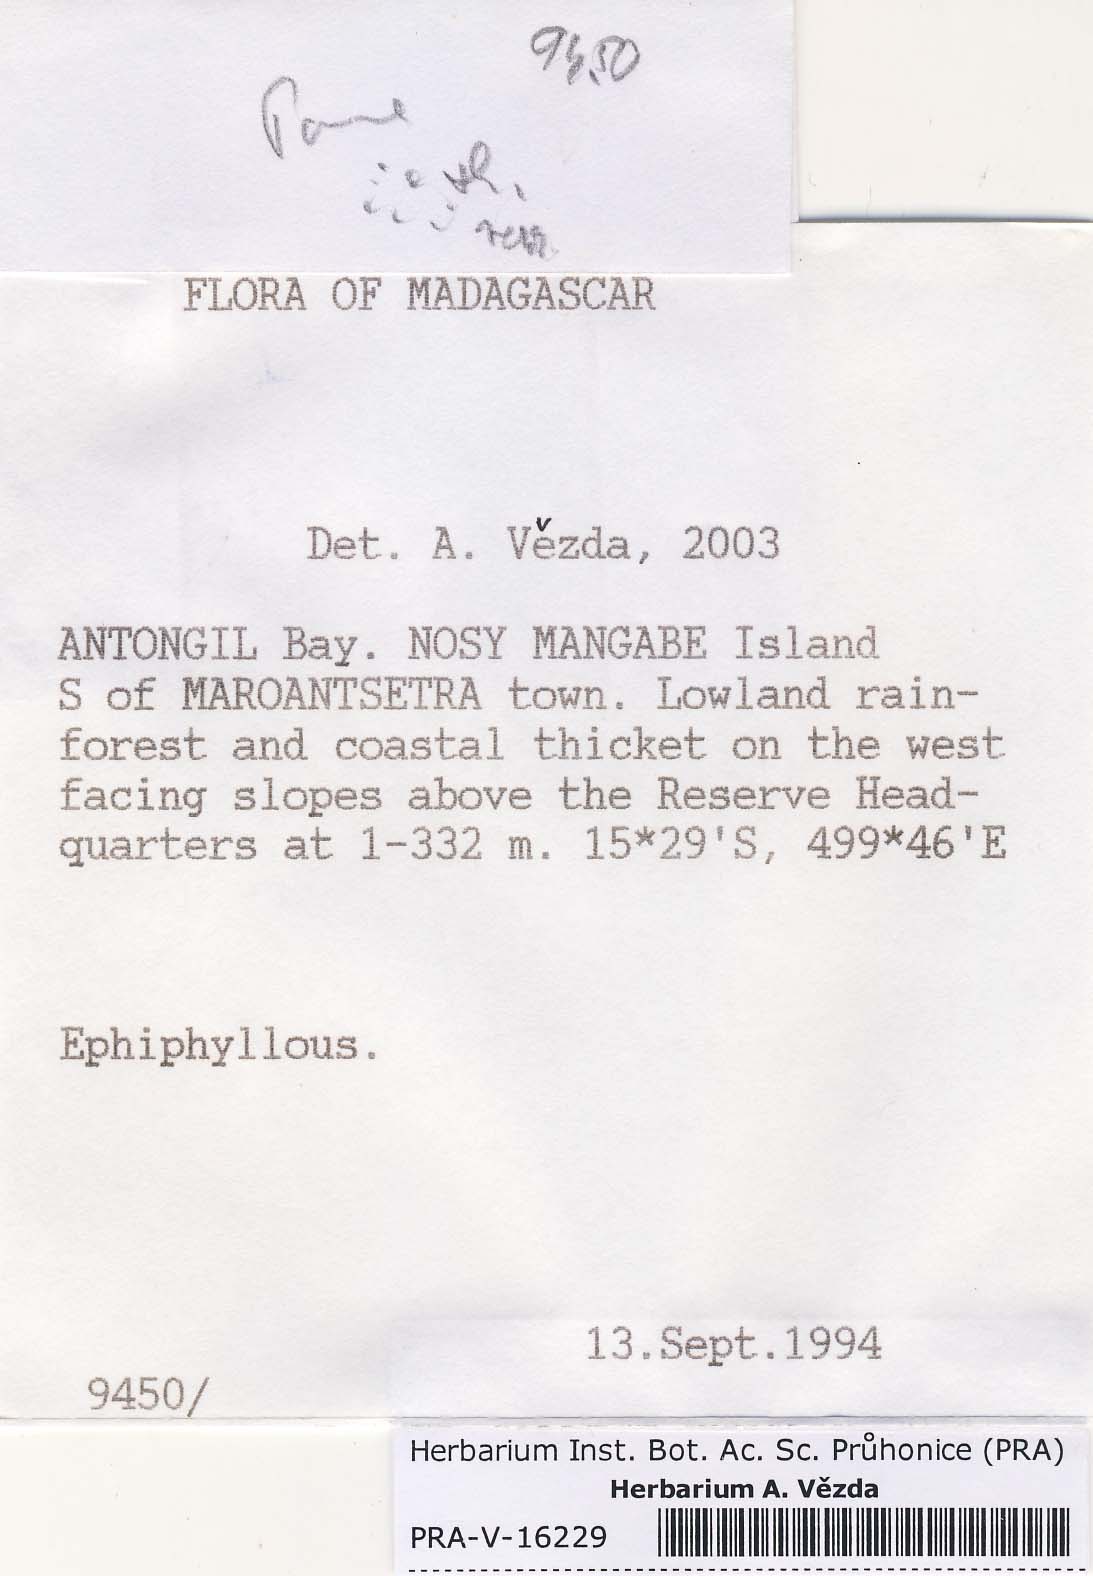 9450
FLORA OF MADAGASCAR
Det. A. Vězda, 2003
ANTONGIL Bay. NOSY MANGABE Island
S of MAROANTSETRA town. Lowland rain-
forest and coastal thicket on the west
facing slopes above the Reserve Head-
quarters at 1-332 m. 15*29'S, 499*46'E
Ephiphyllous.
13.Sept.1994
9450/
Herbarium Inst. Bot. Ac. Sc. Průhonice (PRA)
Herbarium A. Vězda
PRA-V-16229